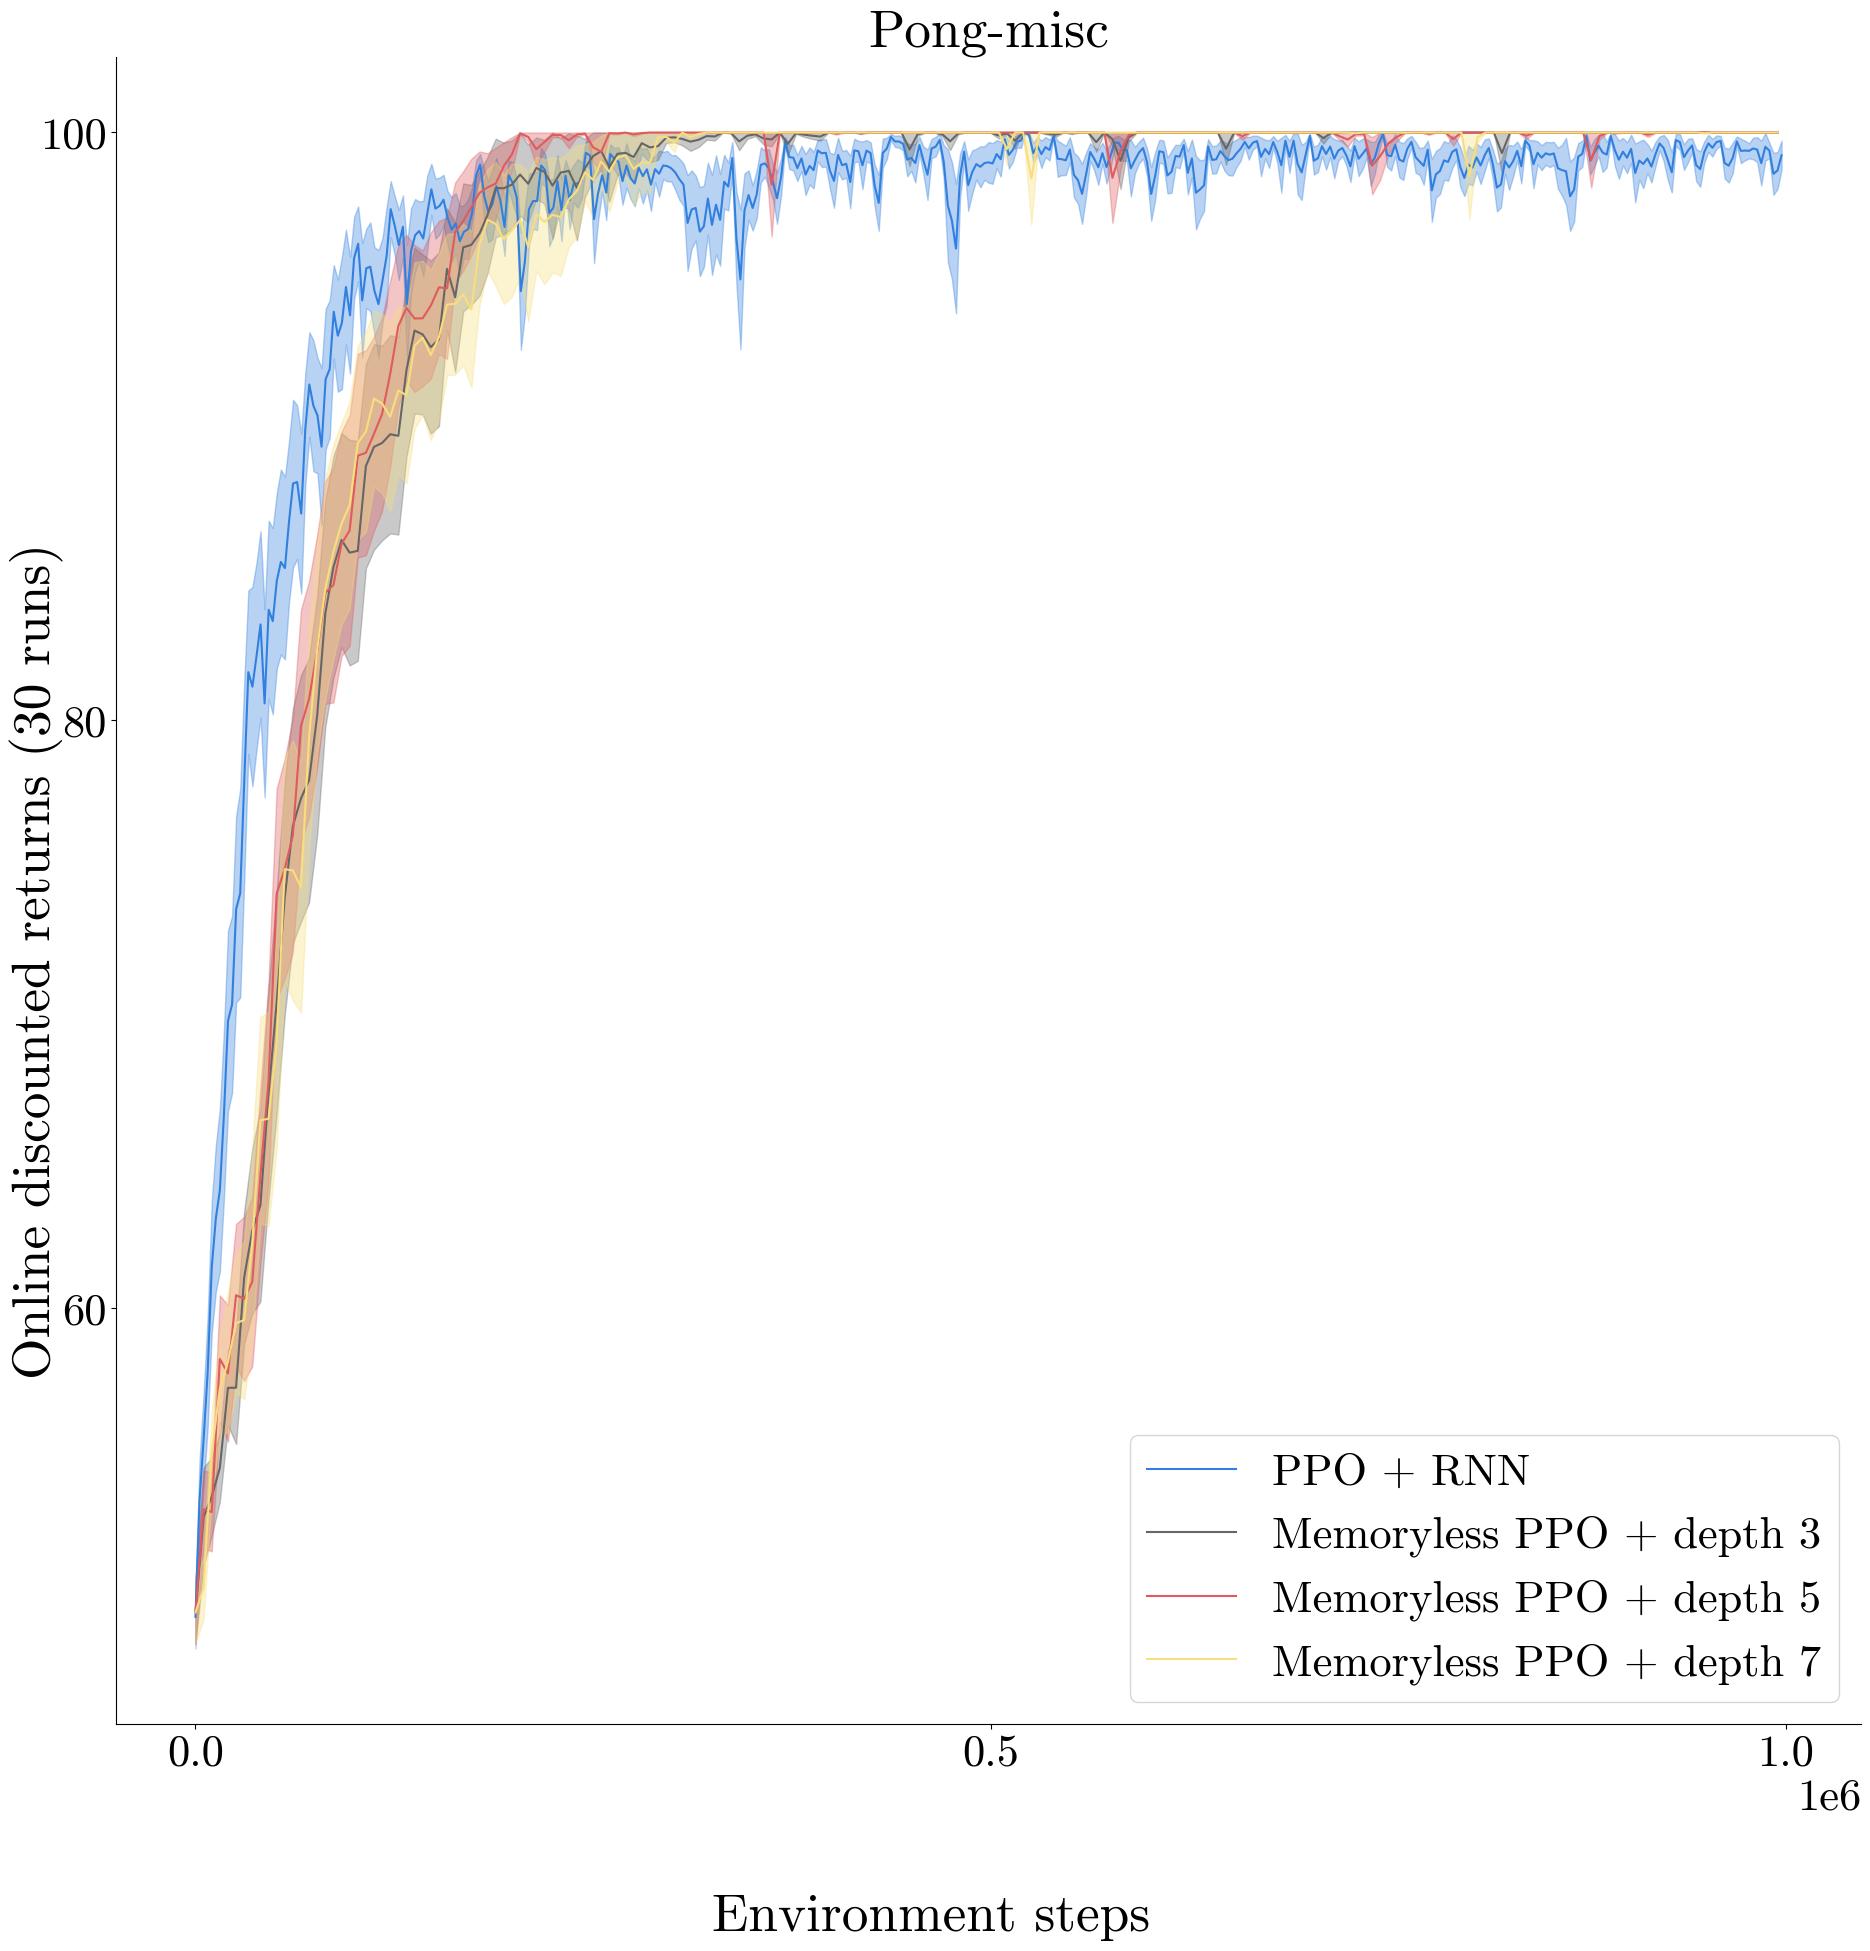 Pong-misc
Online discounted returns (30 runs)
100
80
60
PPO + RNN
Memoryless PPO + depth 3
Memoryless PPO + depth 5
Memoryless PPO + depth 7
0.0 0.5 1.0
1e6
Environment steps